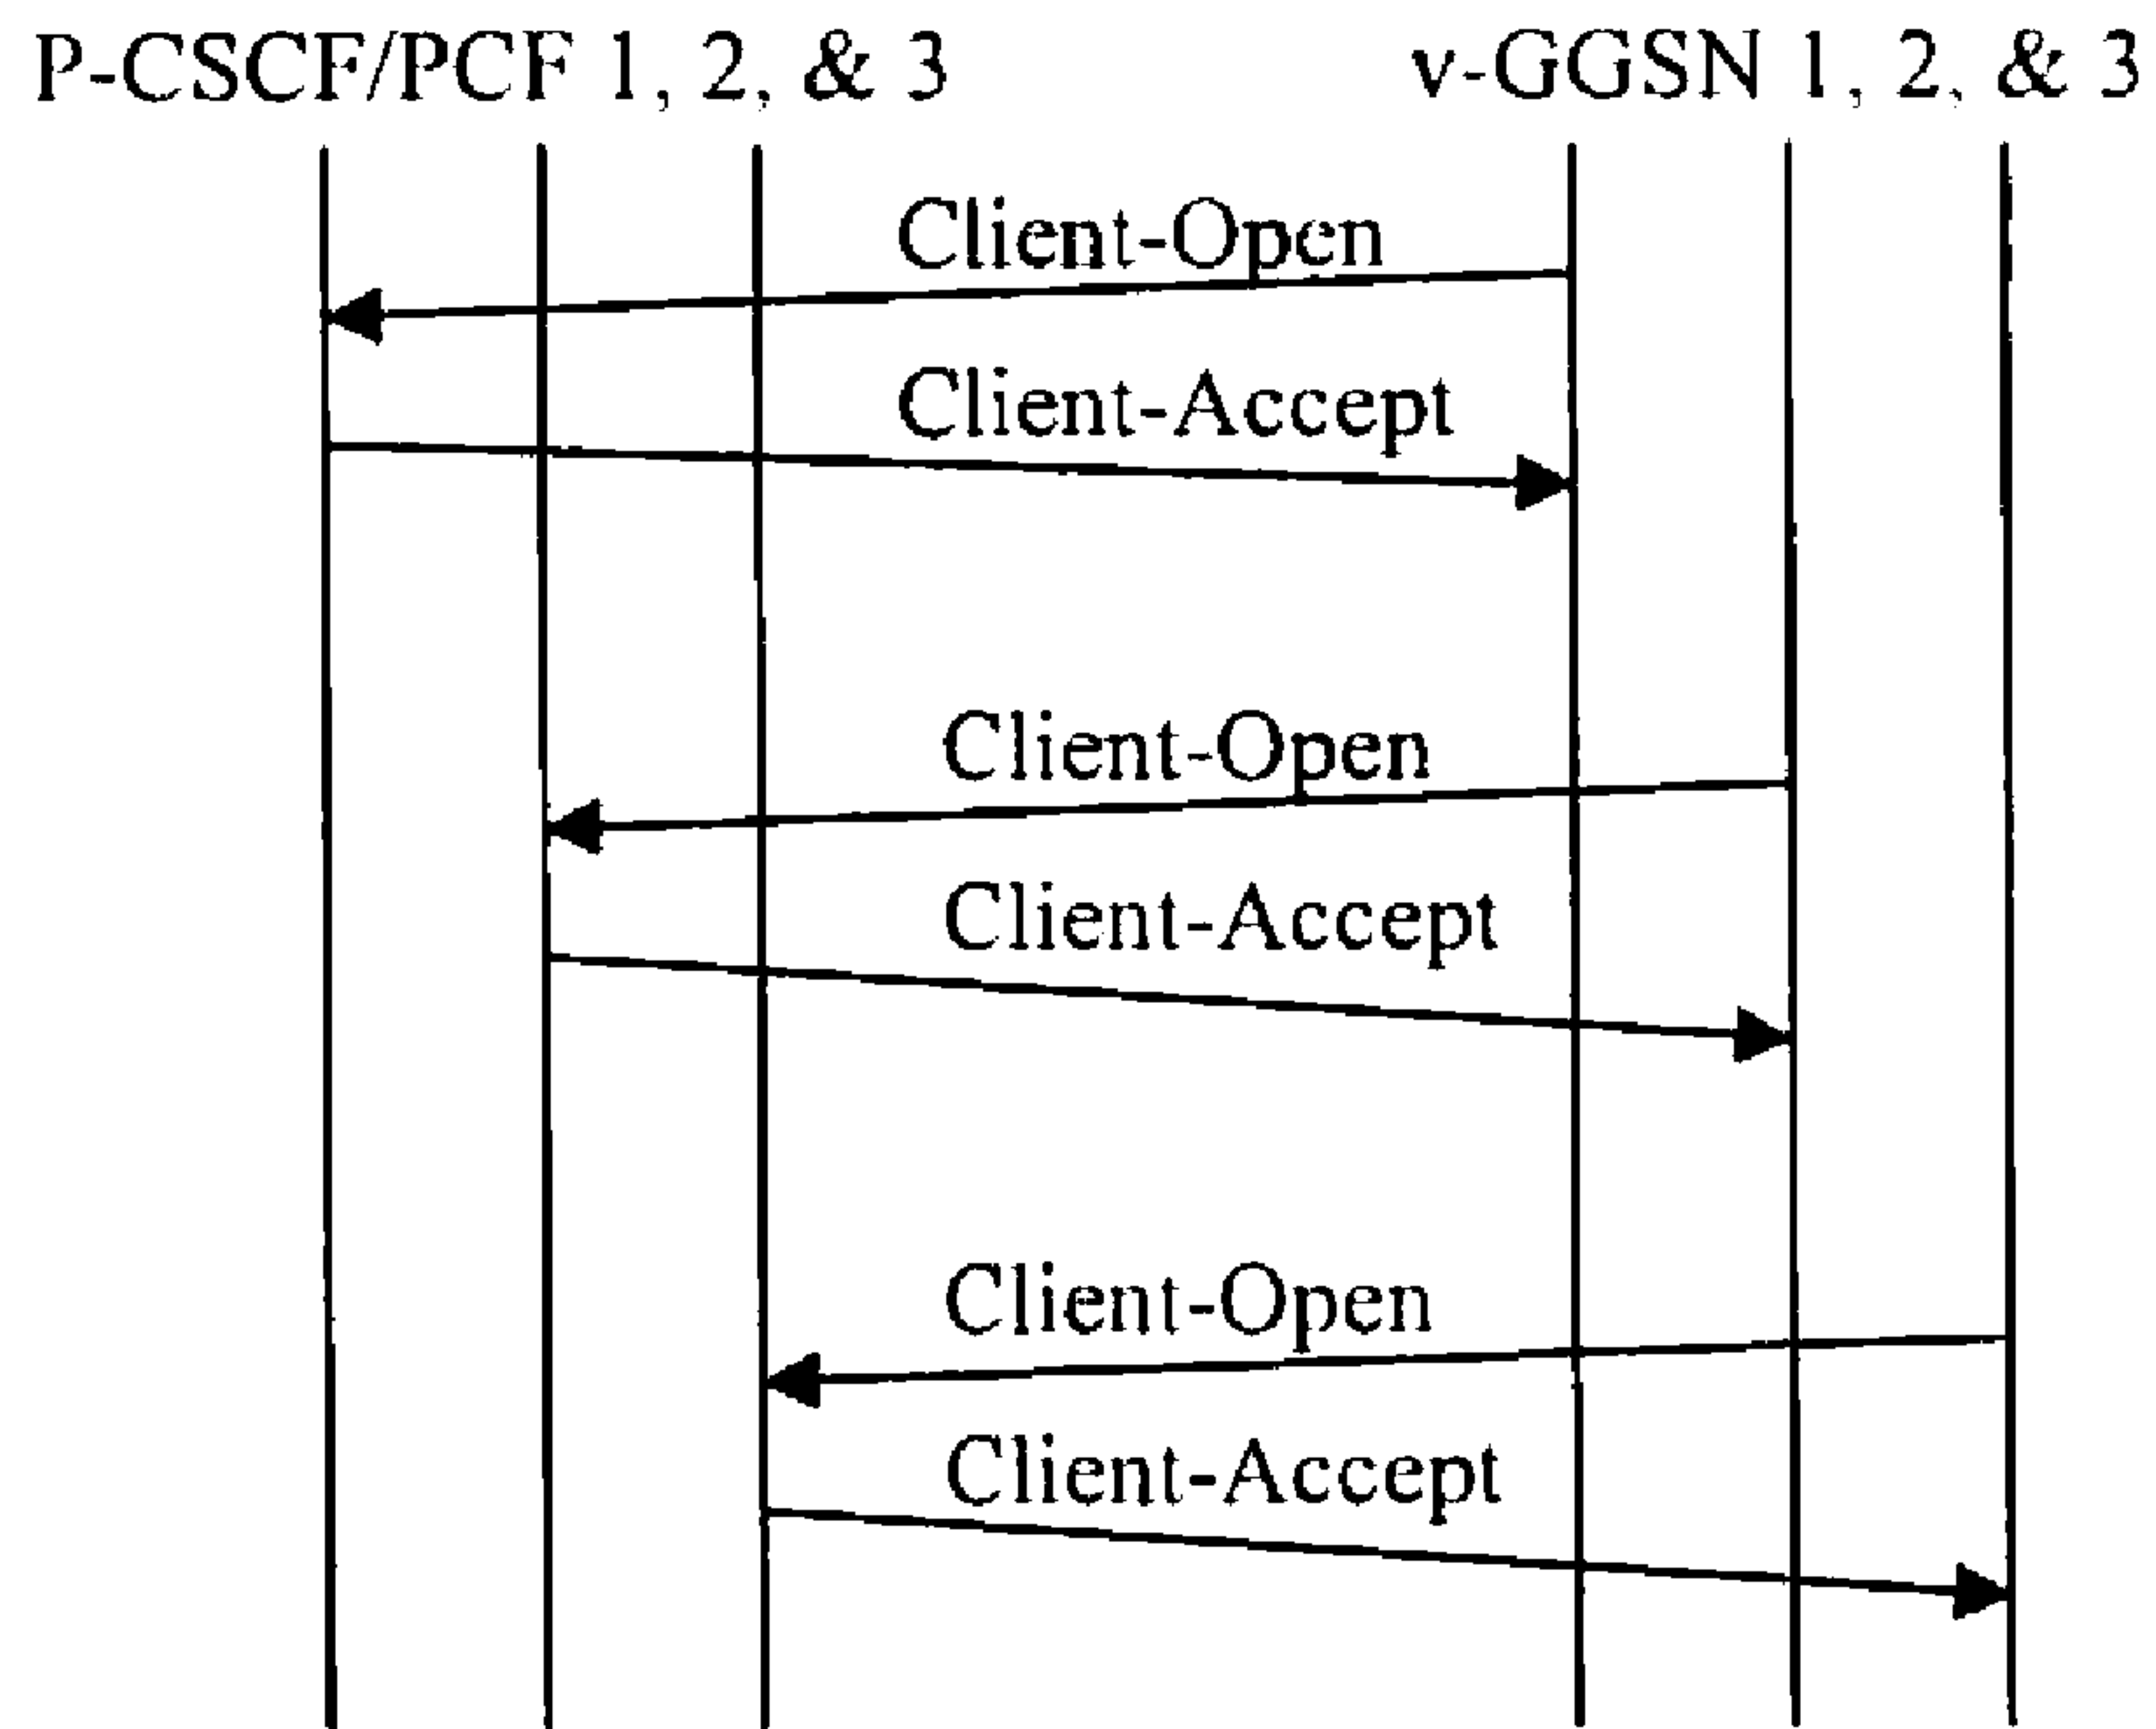 P-CSCF/PCF 1, 2, & 3 v-GGSN 1, 2, & 3
Client-Open
Client-Accept
Client-Open
Client-Accept
Client-Open
Client-Accept